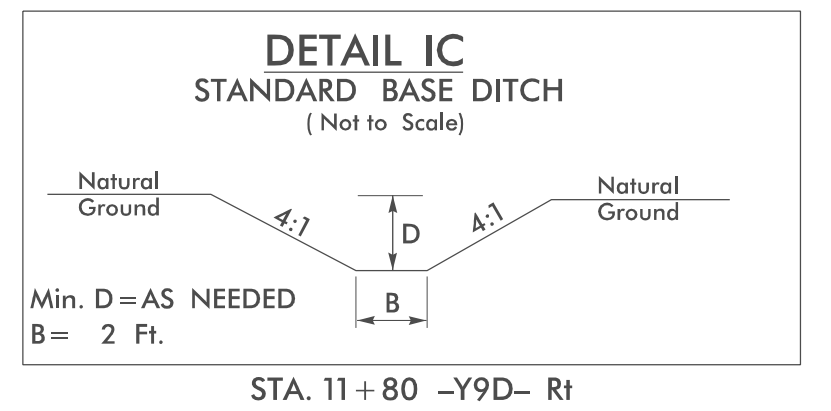 DETAIL IC
STANDARD BASE DITCH
( Not to Scale)
Natural
Ground
4:1
D
4:1
Natural
Ground
Min. D=AS NEEDED
B
B= 2 Ft.
STA. 11+80 –Y9D– Rt